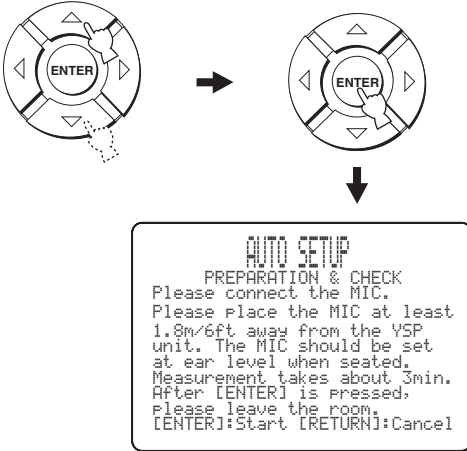 ENTER
ENTER
AUTO SETUP
PREPARATION & CHECK
Please connect the MIC.
Please place the MIC at least
1.8m/6ft away from the YSP
unit. The MIC should be set
at ear level when seated.
Measurement takes about 3min.
After [ENTER] is pressed,
please leave the room.
[ENTER]:Start [RETURN]:Cancel